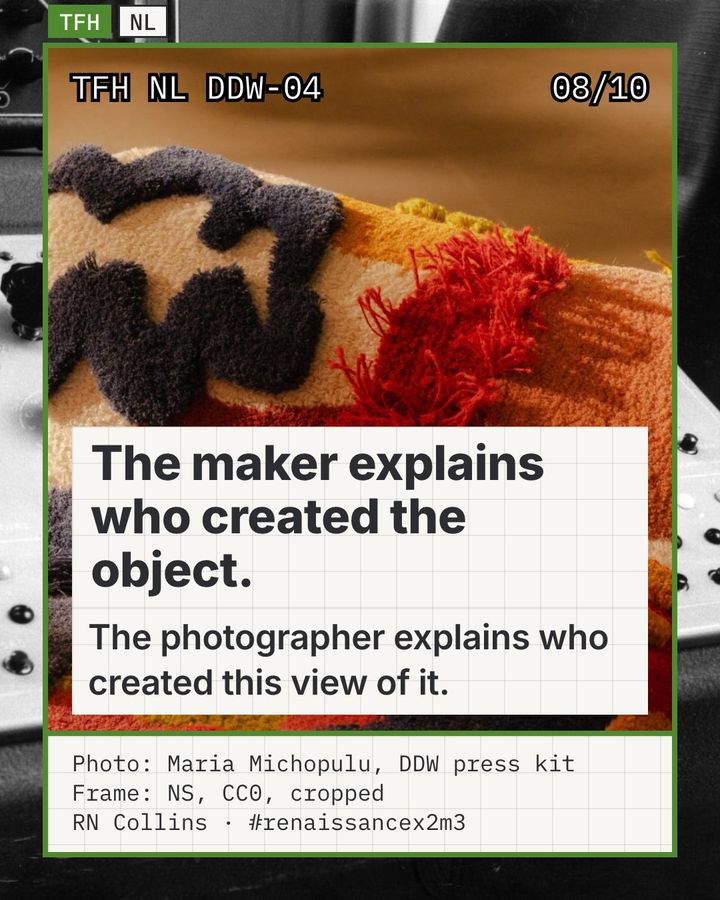 TFH NL
TFH NL DDW-04 08/10
The maker explains
who created the
object.
The photographer explains who
created this view of it.
Photo: Maria Michopulu, DDW press kit
Frame: NS, CC0, cropped
RN Collins · #renaissancex2m3